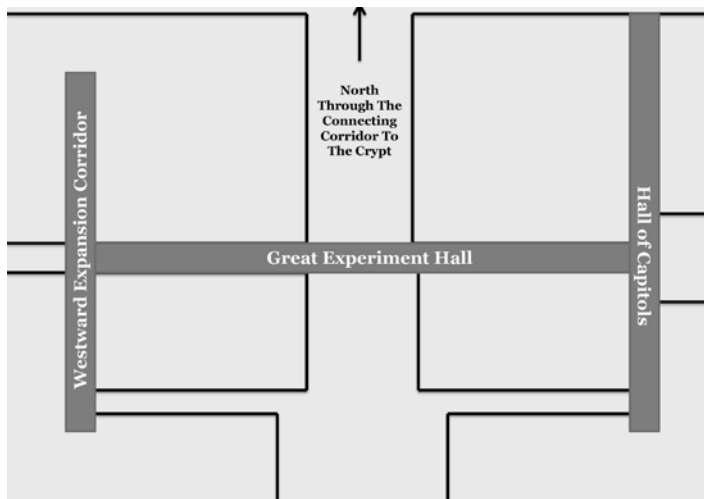 North
Through The
Connecting
Corridor To
The Crypt
Westward Expansion Corridor
Great Experiment Hall
Hall of Capitols